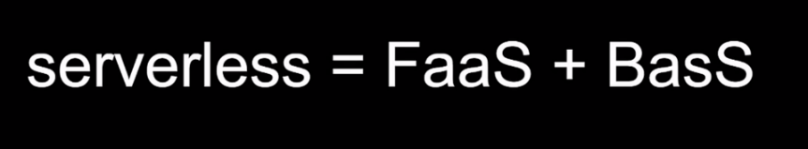 serverless = FaaS + BasS